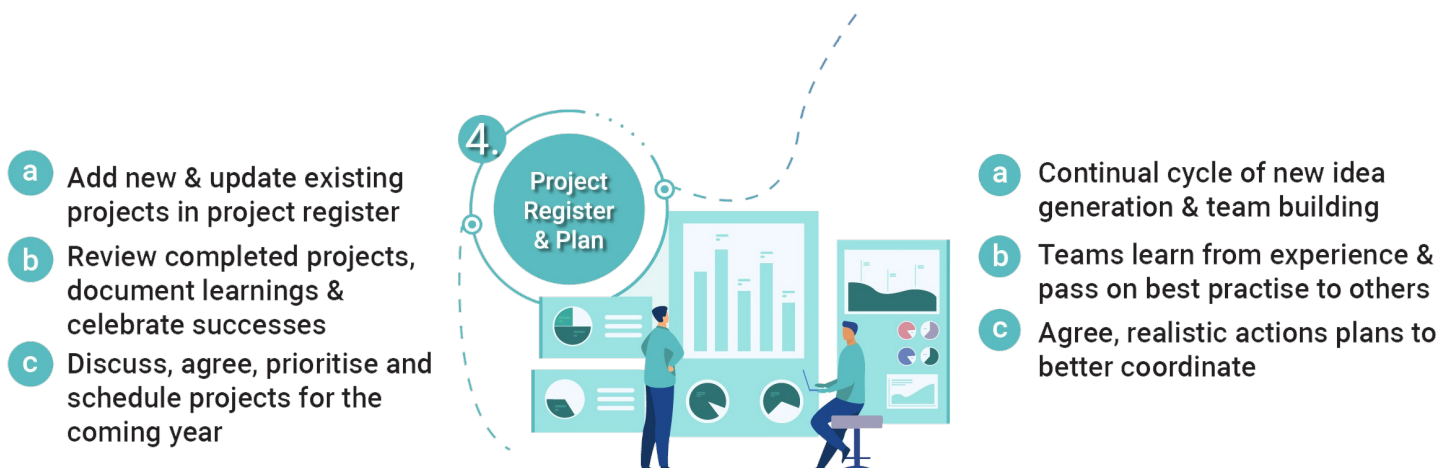 a
Add new & update existing
projects in project register
b
Review completed projects,
document learnings &
celebrate successes
c
Discuss, agree, prioritise and
schedule projects for the
coming year
4.
Project
Register
& Plan
a
Continual cycle of new idea
generation & team building
b
Teams learn from experience &
pass on best practise to others
c
Agree, realistic actions plans to
better coordinate